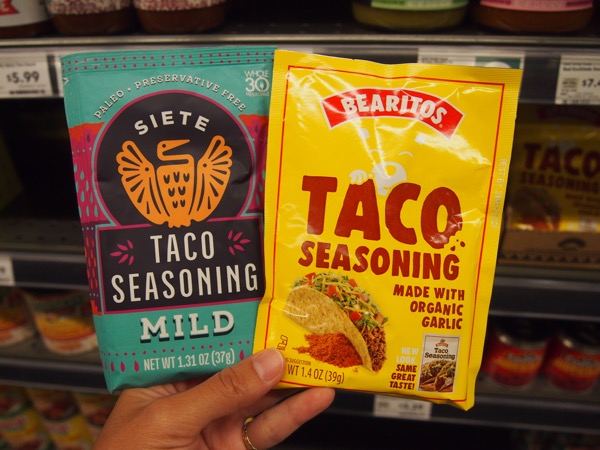 $5.99
PALEO • PRESERVATIVE FREE
WHOLE
30
SIETE
TACO
SEASONING
MILD
NET WT 1.31 OZ (37g)
BEARITOS
TACO
SEASONING
MADE WITH
ORGANIC
GARLIC
NEW
LOOK,
SAME
GREAT
TASTE!
Taco
Seasoning
WT 1.4 OZ (39g)
$7.4
TACO
SEASONING